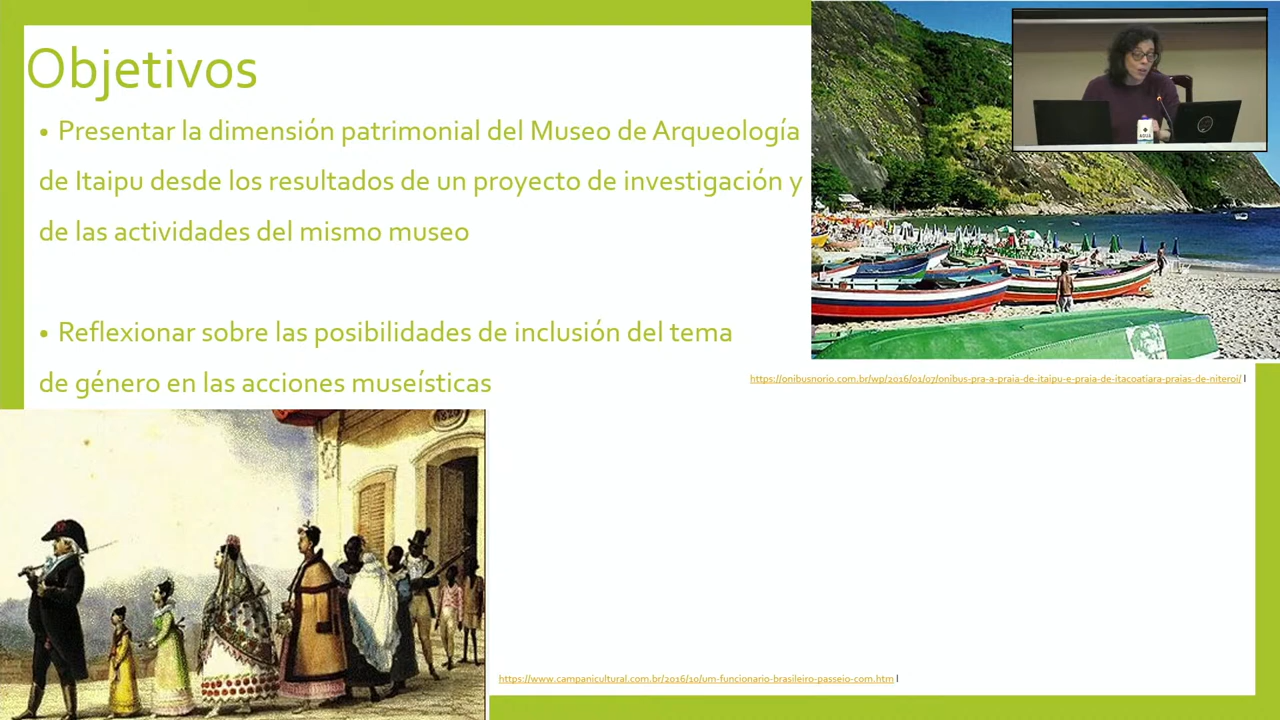 Objetivos
• Presentar la dimensión patrimonial del Museo de Arqueología
de Itaipu desde los resultados de un proyecto de investigación y
de las actividades del mismo museo
• Reflexionar sobre las posibilidades de inclusión del tema
de género en las acciones museísticas
https://onibusnorio.com.br/wp/2016/01/07/onibus-pra-a-praia-de-itaipu-e-praia-de-itacoatiara-praias-de-niteroi/ l
https://www.campanicultural.com.br/2016/10/um-funcionario-brasileiro-passeio-com.htm l